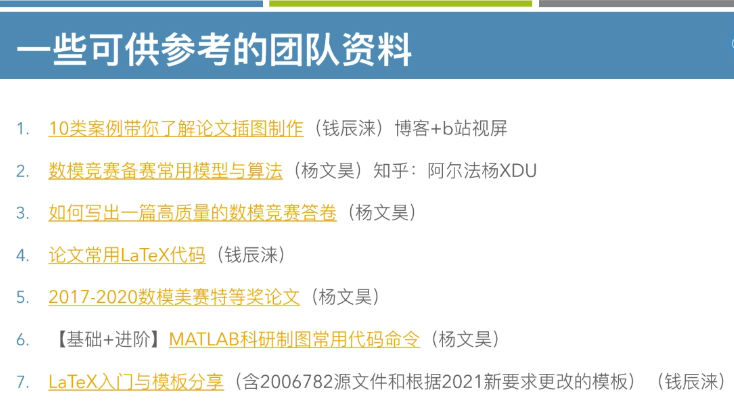 一些可供参考的团队资料
1. 10类案例带你了解论文插图制作（钱辰涞）博客+b站视屏
2. 数模竞赛备赛常用模型与算法（杨文昊）知乎：阿尔法杨XDU
3. 如何写出一篇高质量的数模竞赛答卷（杨文昊）
4. 论文常用LaTeX代码（钱辰涞）
5. 2017-2020数模美赛特等奖论文（杨文昊）
6. 【基础+进阶】MATLAB科研制图常用代码命令（杨文昊）
7. LaTeX入门与模板分享（含2006782源文件和根据2021新要求更改的模板）（钱辰涞）